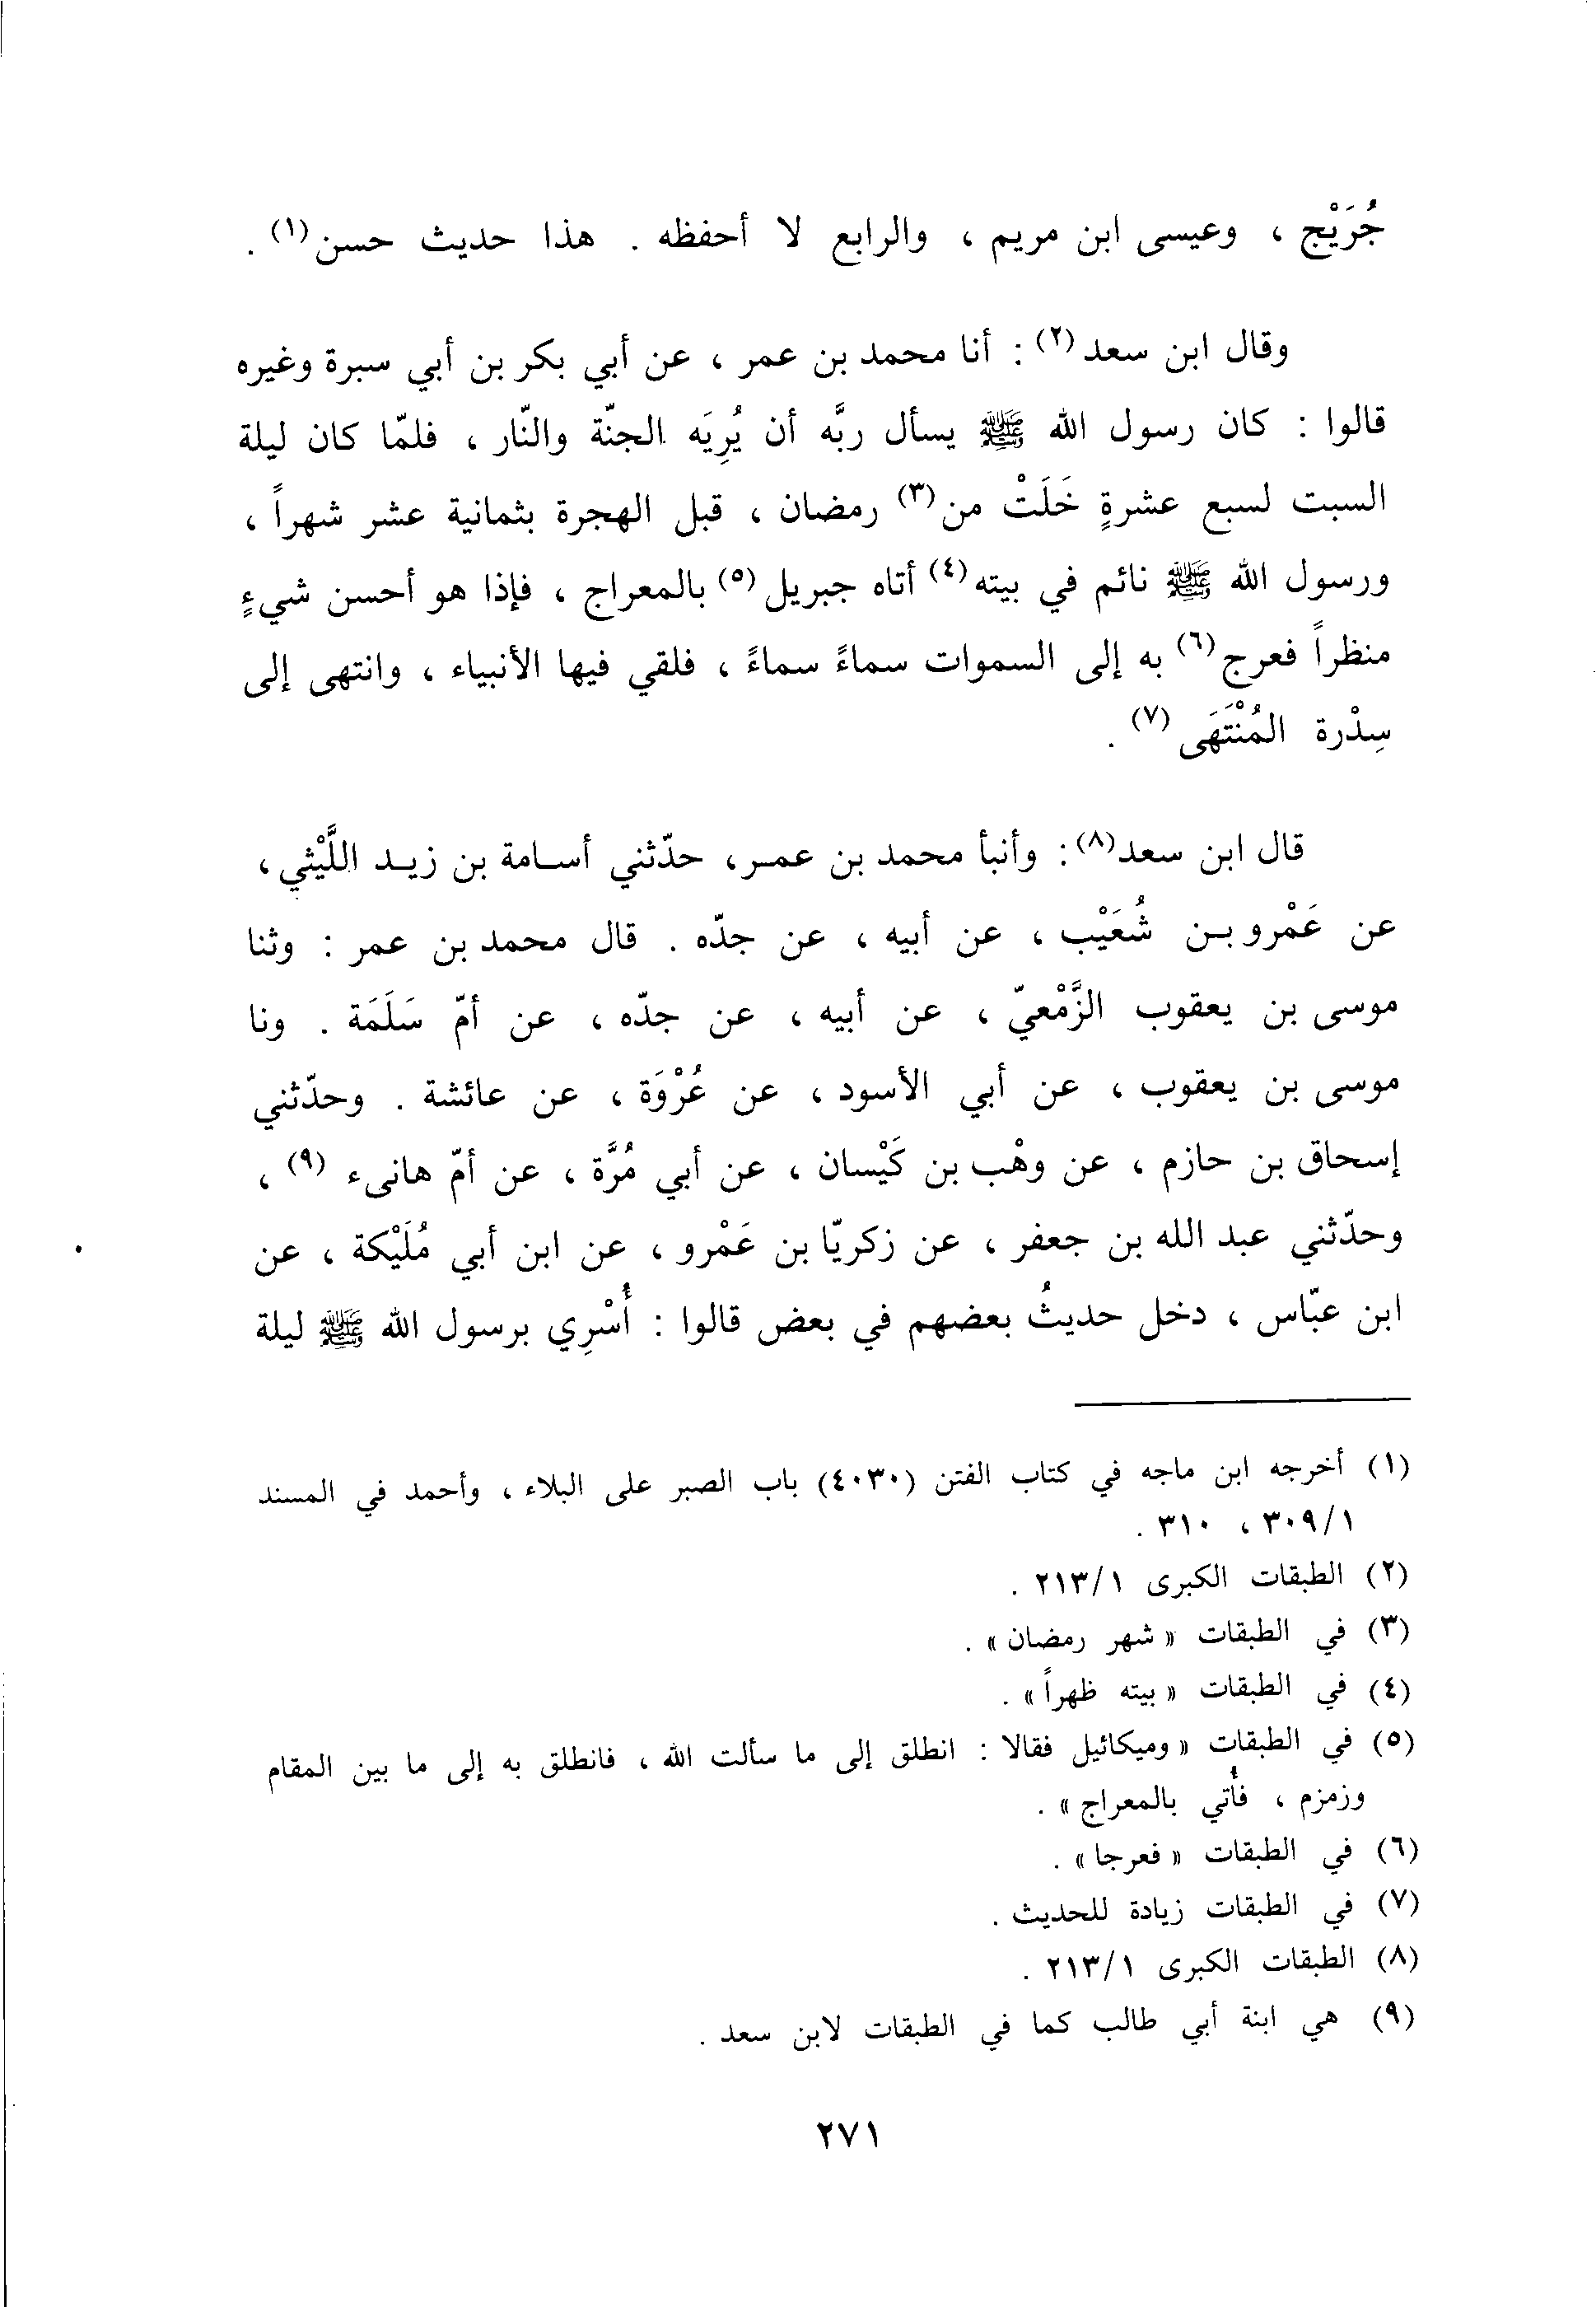 جُرَيْج ، وعيسى ابن مريم ، والرابع لا أحفظه . هذا حديث حسن(١) .
وقال ابن سعد(٢) : أنا محمد بن عمر ، عن أبي بكر بن أبي سبرة وغيره
قالوا : كان رسول الله ﷺ يسأل ربَّه أن يُرِيَه الجنّة والنّار ، فلمّا كان ليلة
السبت لسبع عشرةٍ خَلَتْ من(٣) رمضان ، قبل الهجرة بثمانية عشر شهراً ،
ورسول الله ﷺ نائم في بيته(٤) أتاه جبريل(٥) بالمعراج ، فإذا هو أحسن شيءٍ
منظراً فعرج(٦) به إلى السموات سماءً سماءً ، فلقي فيها الأنبياء ، وانتهى إلى
سِدْرة المُنْتَهَى(٧) .
قال ابن سعد(٨) : وأنبأ محمد بن عمـر، حدّثني أسـامة بن زيـد اللَّيْثي ،
عن عَمْرو بـن شُعَيْب ، عن أبيه ، عن جدّه . قال محمد بن عمر : وثنا
موسى بن يعقوب الزَّمْعيّ ، عن أبيه ، عن جدّه ، عن أمّ سَلَمَة . ونا
موسى بن يعقوب ، عن أبي الأسود ، عن عُرْوَة ، عن عائشة . وحدّثني
إسحاق بن حازم ، عن وهْب بن كَيْسان ، عن أبي مُرَّة ، عن أمّ هانىء (٩) ،
وحدّثني عبد الله بن جعفر ، عن زكريّا بن عَمْرو ، عن ابن أبي مُلَيْكة ، عن
ابن عبّاس ، دخل حديثُ بعضهم في بعض قالوا : أُسْرِي برسول الله ﷺ ليلة
(١) أخرجه ابن ماجه في كتاب الفتن (٤٠٣٠) باب الصبر على البلاء ، وأحمد في المسند
٣٠٩/١ ، ٣١٠ .
(٢) الطبقات الكبرى ٢١٣/١ .
(٣) في الطبقات « شهر رمضان » .
(٤) في الطبقات « بيته ظهراً » .
(٥) في الطبقات « وميكائيل فقالا : انطلق إلى ما سألت الله ، فانطلق به إلى ما بين المقام
وزمزم ، فأُتي بالمعراج » .
(٦) في الطبقات « فعرجا » .
(٧) في الطبقات زيادة للحديث .
(٨) الطبقات الكبرى ٢١٣/١ .
(٩) هي ابنة أبي طالب كما في الطبقات لابن سعد .
٢٧١